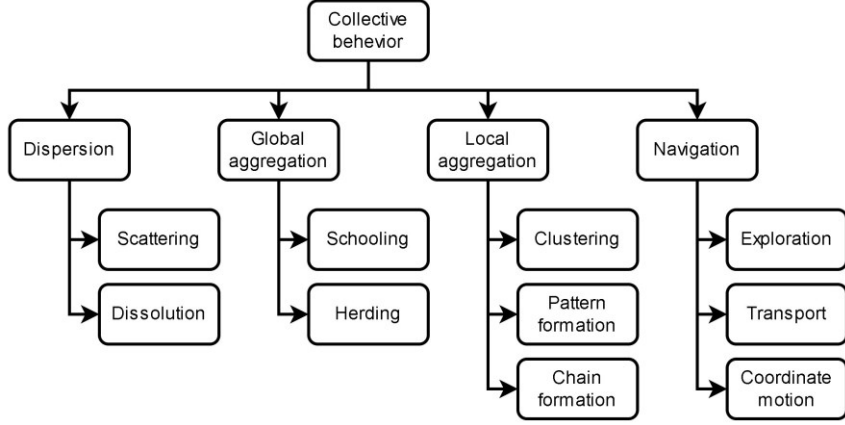 Collective
behevior
Dispersion
Global
aggregation
Local
aggregation
Navigation
Scattering
Schooling
Clustering
Exploration
Dissolution
Herding
Pattern
formation
Transport
Chain
formation
Coordinate
motion